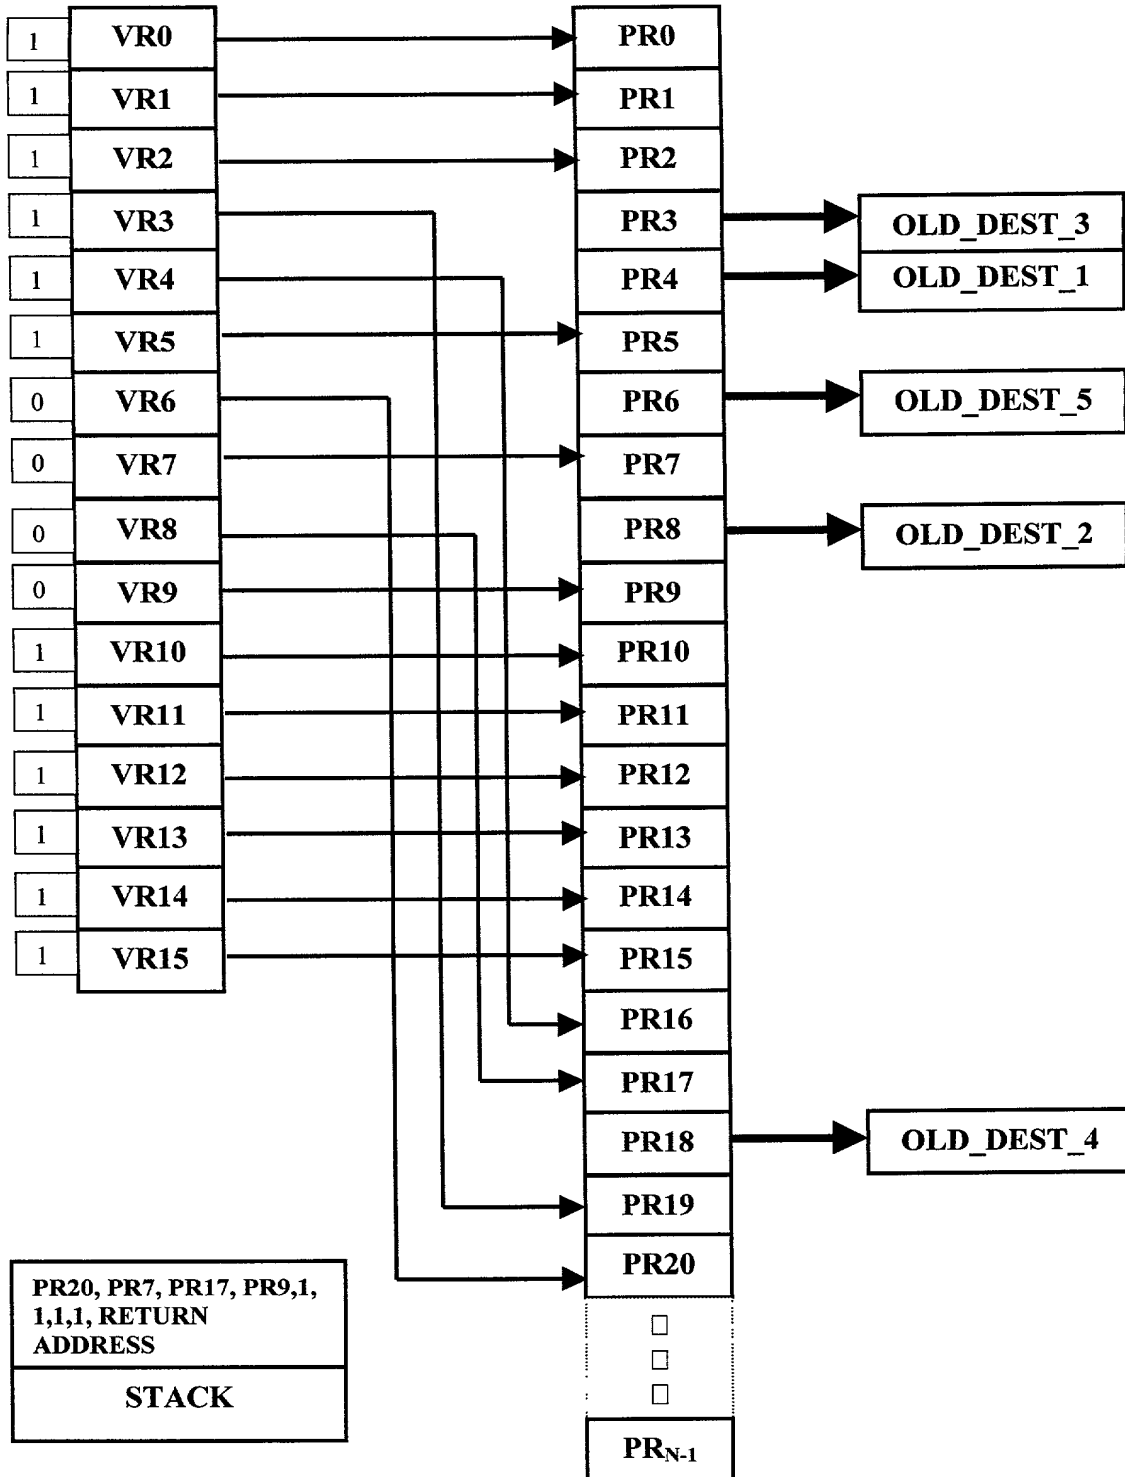 1 VR0 PR0
1 VR1 PR1
1 VR2 PR2
1 VR3 PR3 OLD_DEST_3
1 VR4 PR4 OLD_DEST_1
1 VR5 PR5
0 VR6 PR6 OLD_DEST_5
0 VR7 PR7
0 VR8 PR8 OLD_DEST_2
0 VR9 PR9
1 VR10 PR10
1 VR11 PR11
1 VR12 PR12
1 VR13 PR13
1 VR14 PR14
1 VR15 PR15
PR16
PR17
PR18 OLD_DEST_4
PR19
PR20
PR20, PR7, PR17, PR9,1,
1,1,1, RETURN
ADDRESS
STACK
PRN-1